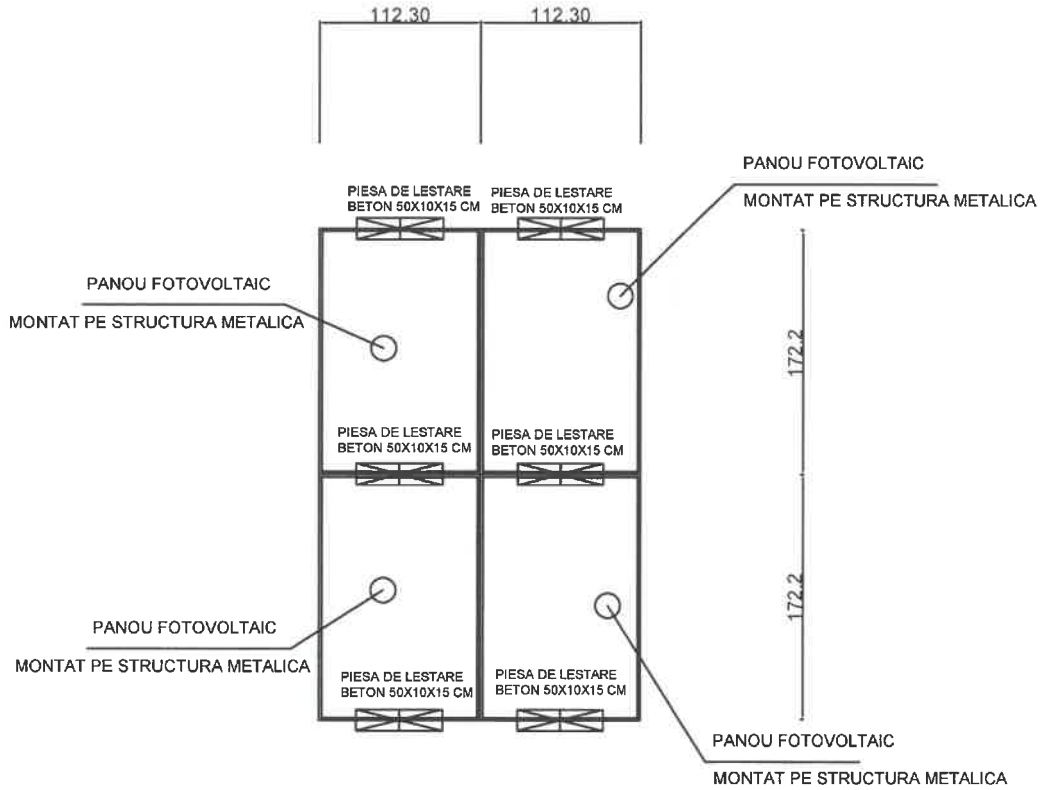 112.30 112.30
PANOU FOTOVOLTAIC
MONTAT PE STRUCTURA METALICA
PIESA DE LESTARE
BETON 50X10X15 CM
PIESA DE LESTARE
BETON 50X10X15 CM
PANOU FOTOVOLTAIC
MONTAT PE STRUCTURA METALICA
172.2
PIESA DE LESTARE
BETON 50X10X15 CM
PIESA DE LESTARE
BETON 50X10X15 CM
172.2
PANOU FOTOVOLTAIC
MONTAT PE STRUCTURA METALICA
PIESA DE LESTARE
BETON 50X10X15 CM
PIESA DE LESTARE
BETON 50X10X15 CM
PANOU FOTOVOLTAIC
MONTAT PE STRUCTURA METALICA